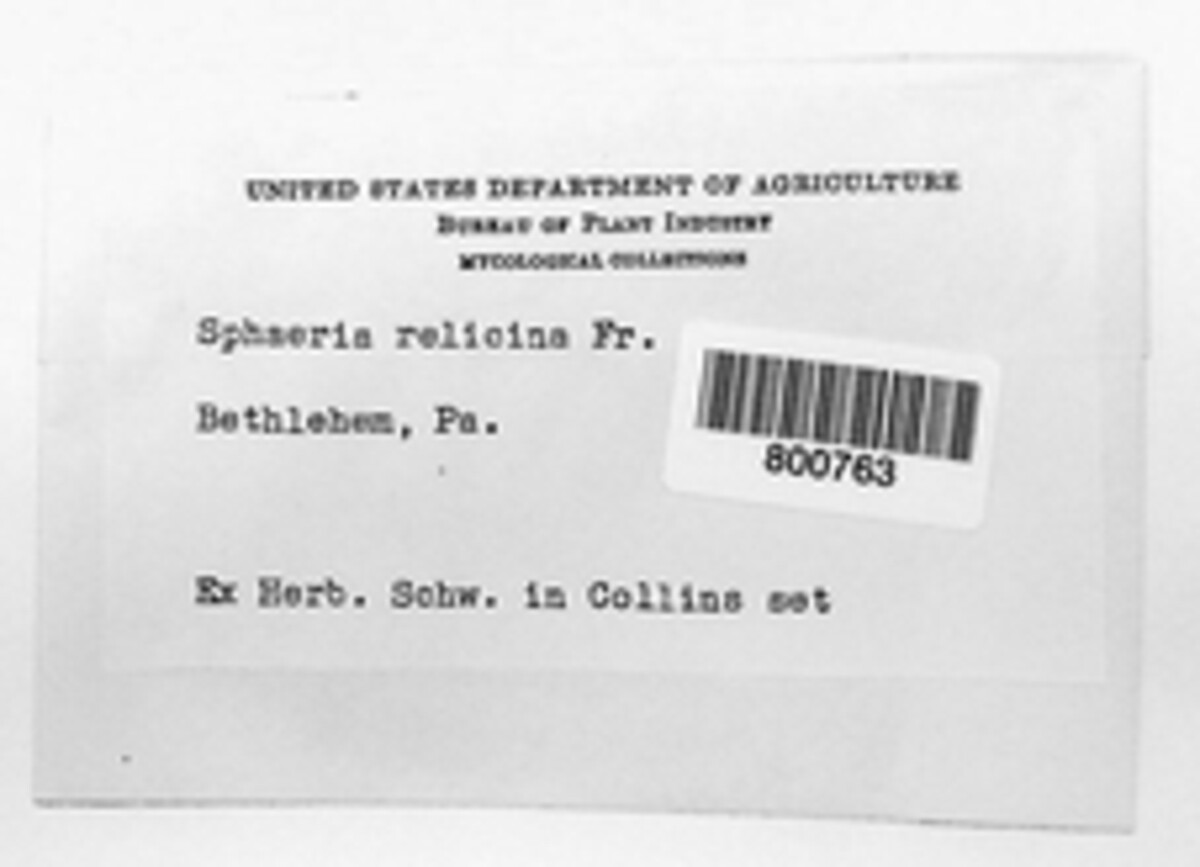 UNITED STATES DEPARTMENT OF AGRICULTURE
BUREAU OF PLANT INDUSTRY
MYCOLOGICAL COLLECTIONS
Sphaeria relicina Fr.
Bethlehem, Pa.
800763
Ex Herb. Schw. in Collins set